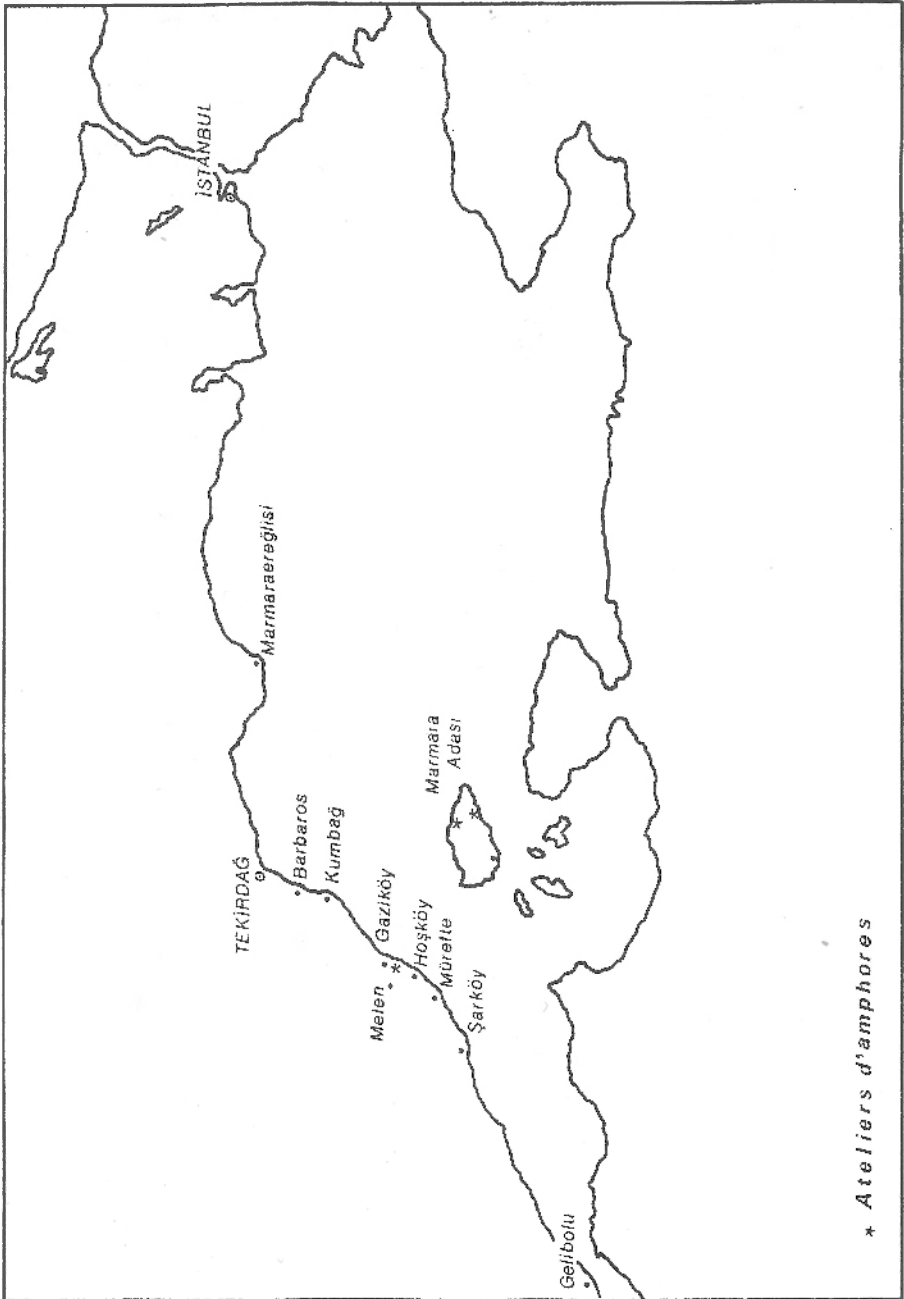 İSTANBUL
Marmaraereğlisi
TEKİRDAĞ
Barbaros
Kumbağ
Marmara
Adası
Gaziköy
Melen
Hoşköy
Mürefte
Şarköy
Gelibolu
* Ateliers d'amphores